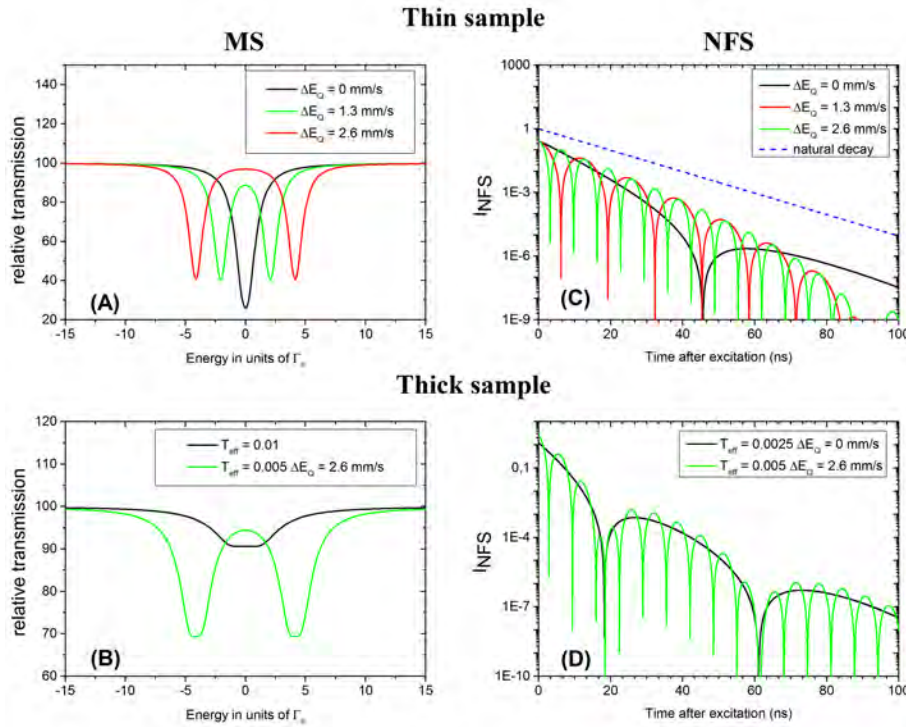 Thin sample
MS
NFS
(A)
relative transmission
140
120
100
80
60
40
20
-15
-10
-5
0
5
10
15
Energy in units of Γₒ
ΔE_Q = 0 mm/s
ΔE_Q = 1.3 mm/s
ΔE_Q = 2.6 mm/s
(C)
I_NFS
1000
1
1E-3
1E-6
1E-9
0
20
40
60
80
100
Time after excitation (ns)
ΔE_Q = 0 mm/s
ΔE_Q = 1.3 mm/s
ΔE_Q = 2.6 mm/s
natural decay
Thick sample
(B)
relative transmission
120
110
100
90
80
70
60
-15
-10
-5
0
5
10
15
Energy in units of Γₒ
T_eff = 0.01
T_eff = 0.005 ΔE_Q = 2.6 mm/s
(D)
I_NFS
0,1
1E-4
1E-7
1E-10
0
20
40
60
80
100
Time after excitation (ns)
T_eff = 0.0025 ΔE_Q = 0 mm/s
T_eff = 0.005 ΔE_Q = 2.6 mm/s